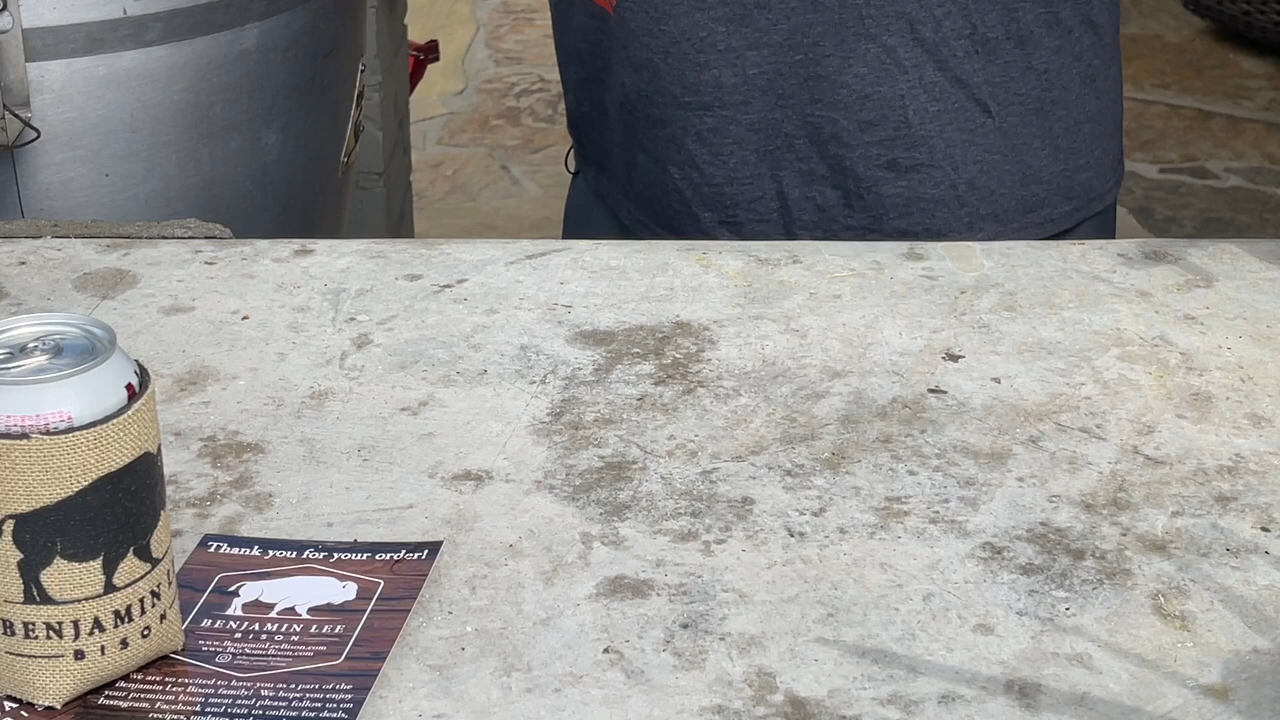 BENJAMIN
BISON
Thank you for your order!
BENJAMIN LEE
BISON
www.BenjaminLeeBison.com
www.BuySomeBison.com
We are so excited to have you as a part of the
Benjamin Lee Bison family! We hope you enjoy
your premium bison meat and please follow us on
Instagram, Facebook and visit us online for deals,
recipes, updates and